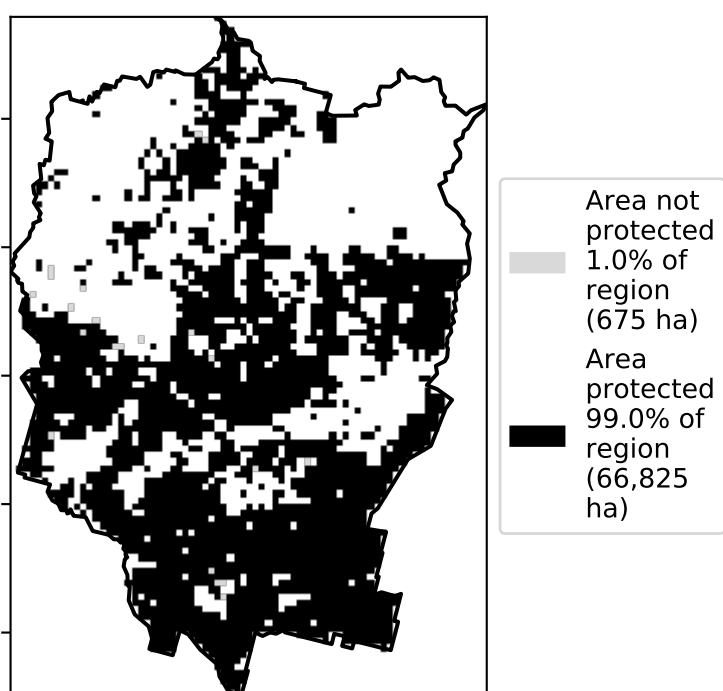 Area not
protected
1.0% of
region
(675 ha)
Area
protected
99.0% of
region
(66,825
ha)